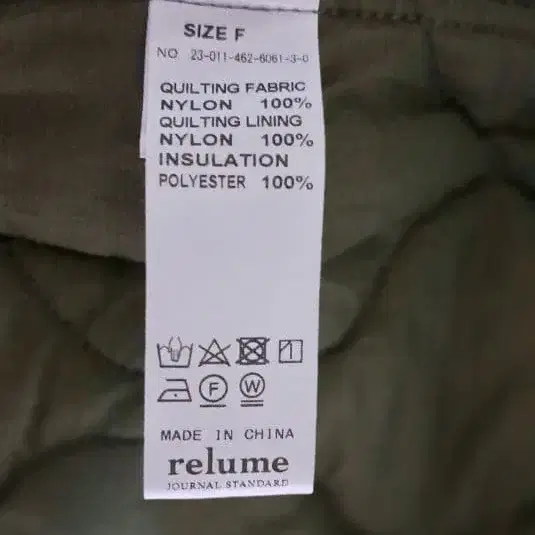 SIZE F
NO 23-011-462-6061-3-0
QUILTING FABRIC
NYLON 100%
QUILTING LINING
NYLON 100%
INSULATION
POLYESTER 100%
F W
MADE IN CHINA
relume
JOURNAL STANDARD